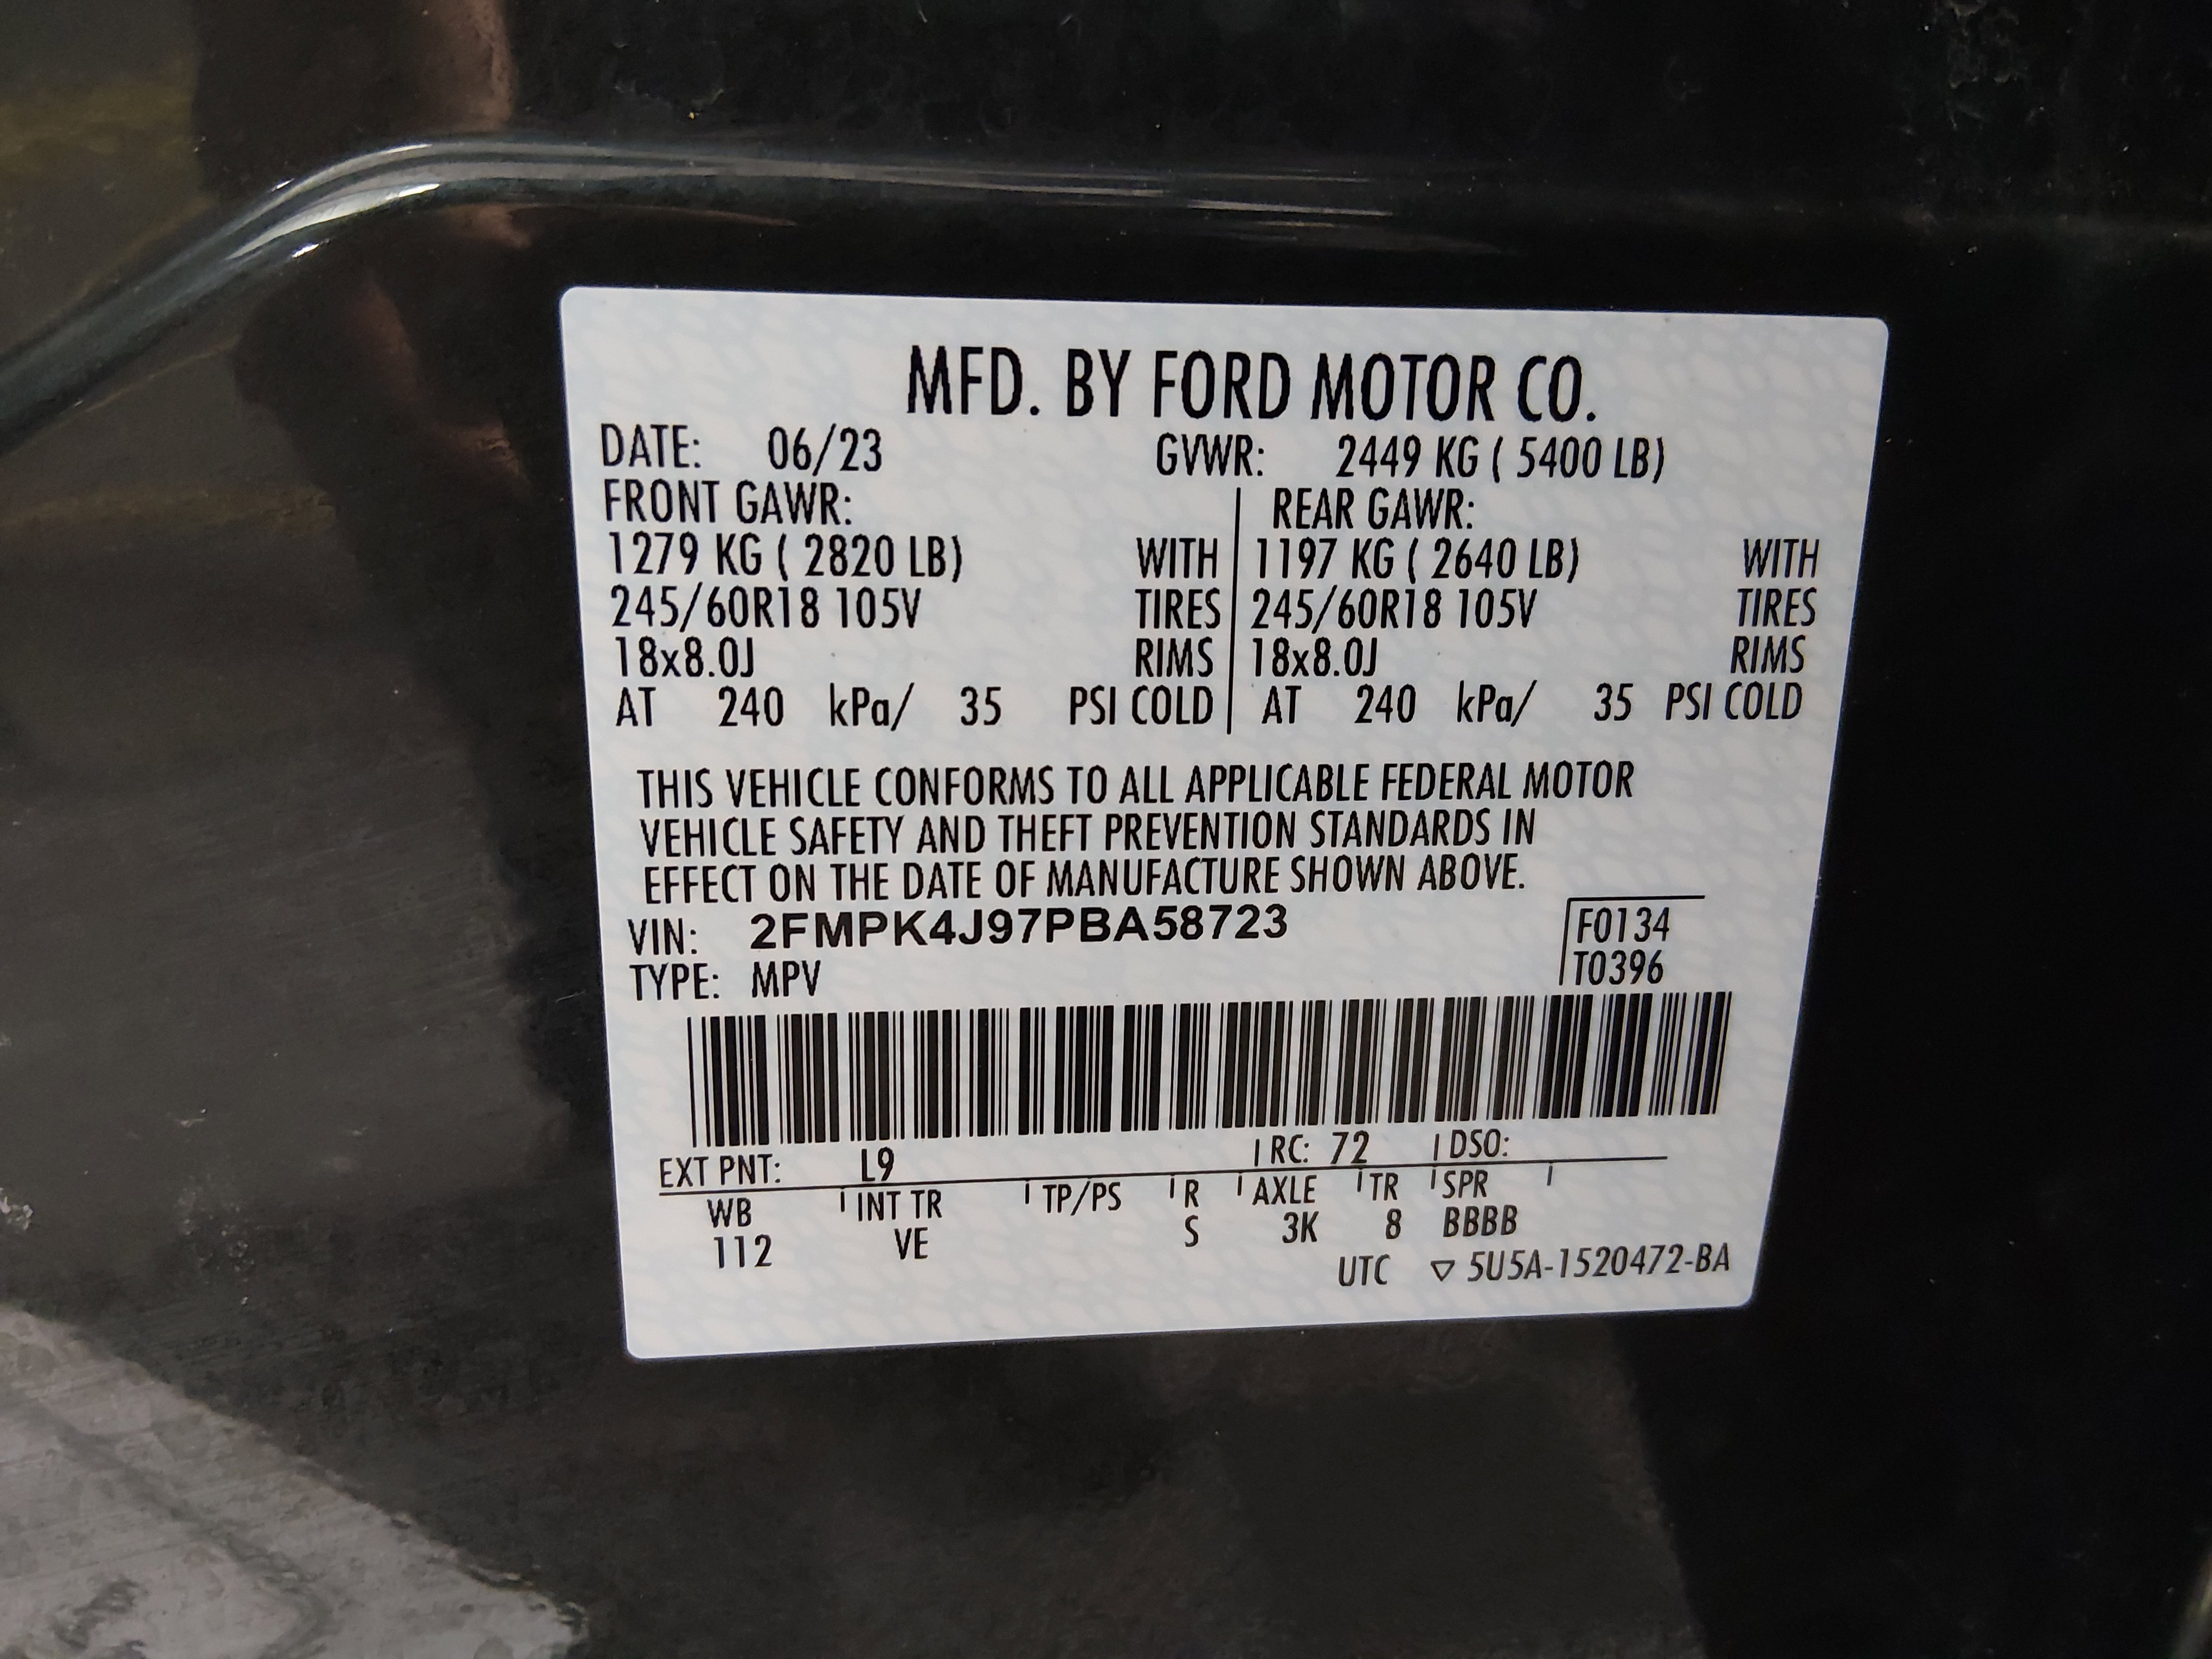 MFD. BY FORD MOTOR CO.
DATE: 06/23 GVWR: 2449 KG ( 5400 LB)
FRONT GAWR: REAR GAWR:
1279 KG ( 2820 LB) WITH 1197 KG ( 2640 LB) WITH
245/60R18 105V TIRES 245/60R18 105V TIRES
18x8.0J RIMS 18x8.0J RIMS
AT 240 kPa/ 35 PSI COLD AT 240 kPa/ 35 PSI COLD
THIS VEHICLE CONFORMS TO ALL APPLICABLE FEDERAL MOTOR
VEHICLE SAFETY AND THEFT PREVENTION STANDARDS IN
EFFECT ON THE DATE OF MANUFACTURE SHOWN ABOVE.
VIN: 2FMPK4J97PBA58723 F0134
TYPE: MPV T0396
EXT PNT: L9 RC: 72 DSO:
WB INT TR TP/PS R AXLE TR SPR
112 VE S 3K 8 BBBB
UTC ▽ 5U5A-1520472-BA